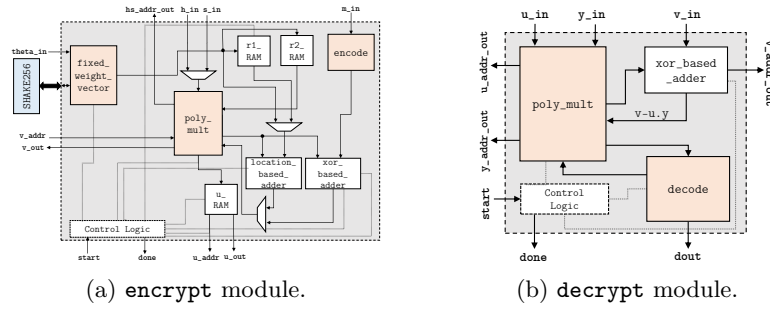 hs_addr_out
h_in
s_in
m_in
theta_in
SHAKE256
fixed_
weight_
vector
r1_
RAM
r2_
RAM
encode
poly_
mult
v_addr
v_out
location_
based_
adder
xor_
based_
adder
u_
RAM
Control Logic
start
done
u_addr
u_out
(a) encrypt module.
u_in
y_in
v_in
u_addr_out
poly_mult
xor_based
_adder
v-u.y
y_addr_out
start
Control
Logic
decode
done
dout
(b) decrypt module.